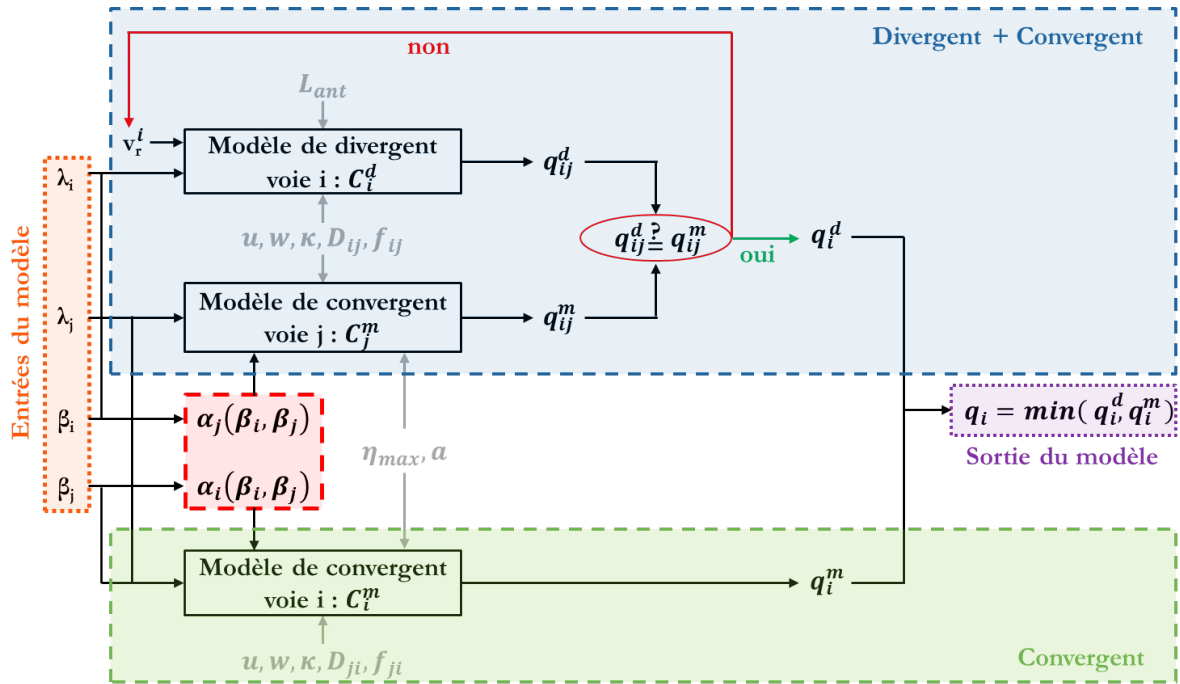 non
Divergent + Convergent
L_ant
v_r^i
Modèle de divergent
voie i : C_i^d
q_ij^d
λ_i
u, w, κ, D_ij, f_ij
q_ij^d ≟ q_ij^m
oui
q_i^d
Entrées du modèle
λ_j
Modèle de convergent
voie j : C_j^m
q_ij^m
β_i
α_j(β_i, β_j)
η_max, a
q_i = min( q_i^d, q_i^m)
Sortie du modèle
β_j
α_i(β_i, β_j)
Modèle de convergent
voie i : C_i^m
q_i^m
u, w, κ, D_ji, f_ji
Convergent